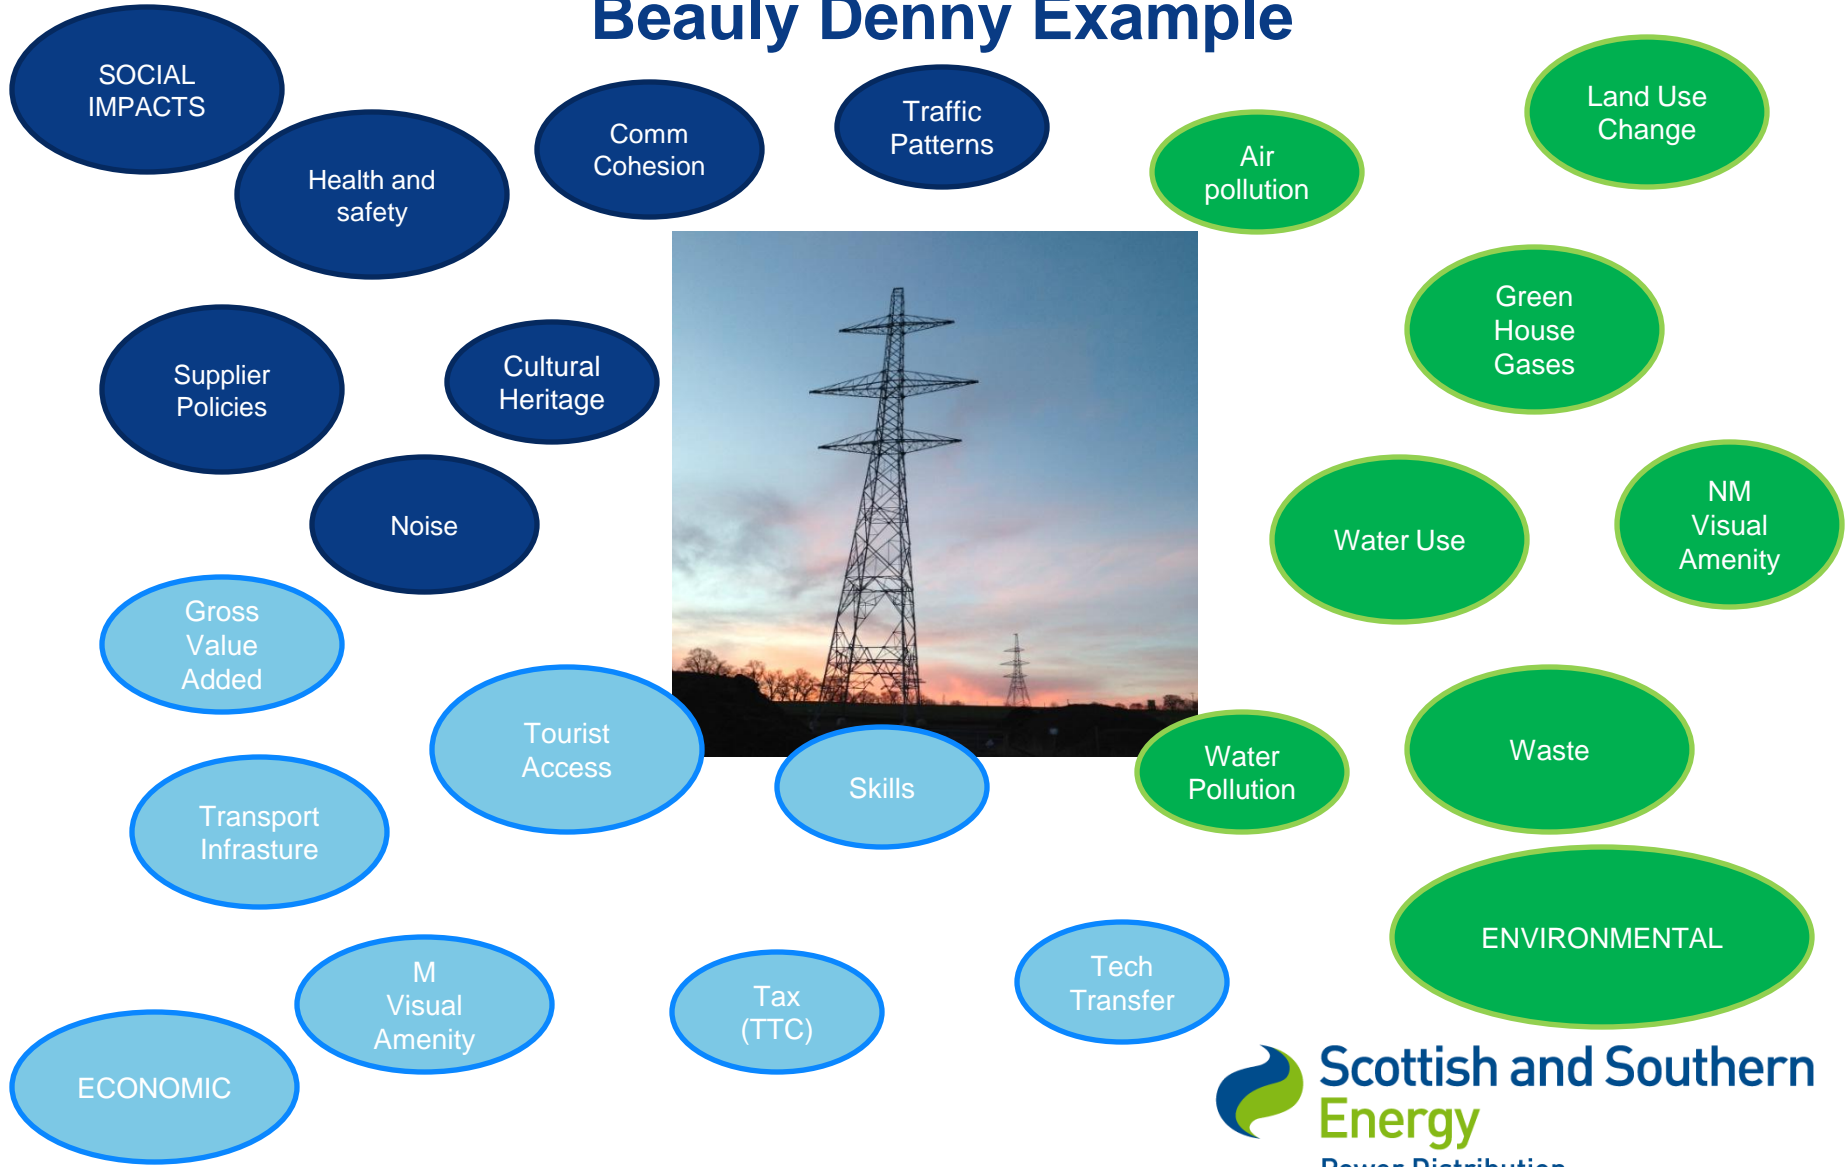 Beauly Denny Example
SOCIAL
IMPACTS
Health and
safety
Comm
Cohesion
Traffic
Patterns
Air
pollution
Land Use
Change
Green
House
Gases
Supplier
Policies
Cultural
Heritage
Noise
Water Use
NM
Visual
Amenity
Gross
Value
Added
Tourist
Access
Skills
Water
Pollution
Waste
Transport
Infrasture
ENVIRONMENTAL
M
Visual
Amenity
Tax
(TTC)
Tech
Transfer
ECONOMIC
Scottish and Southern
Energy
Power Distribution